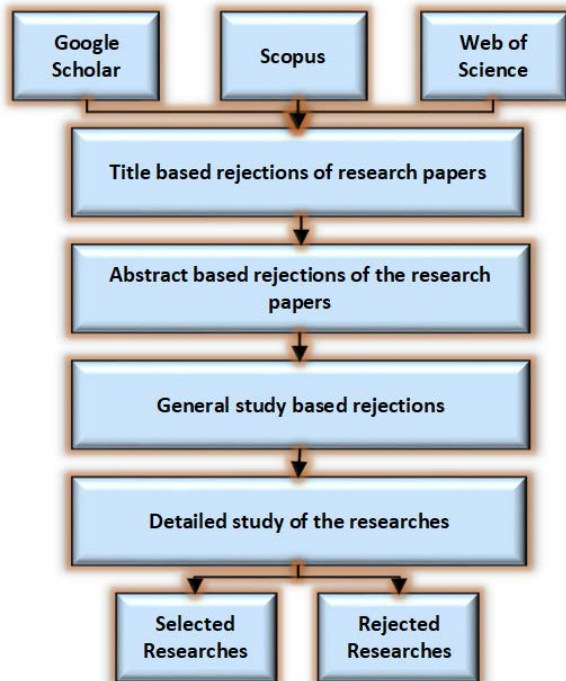 Google
Scholar
Scopus
Web of
Science
Title based rejections of research papers
Abstract based rejections of the research
papers
General study based rejections
Detailed study of the researches
Selected
Researches
Rejected
Researches